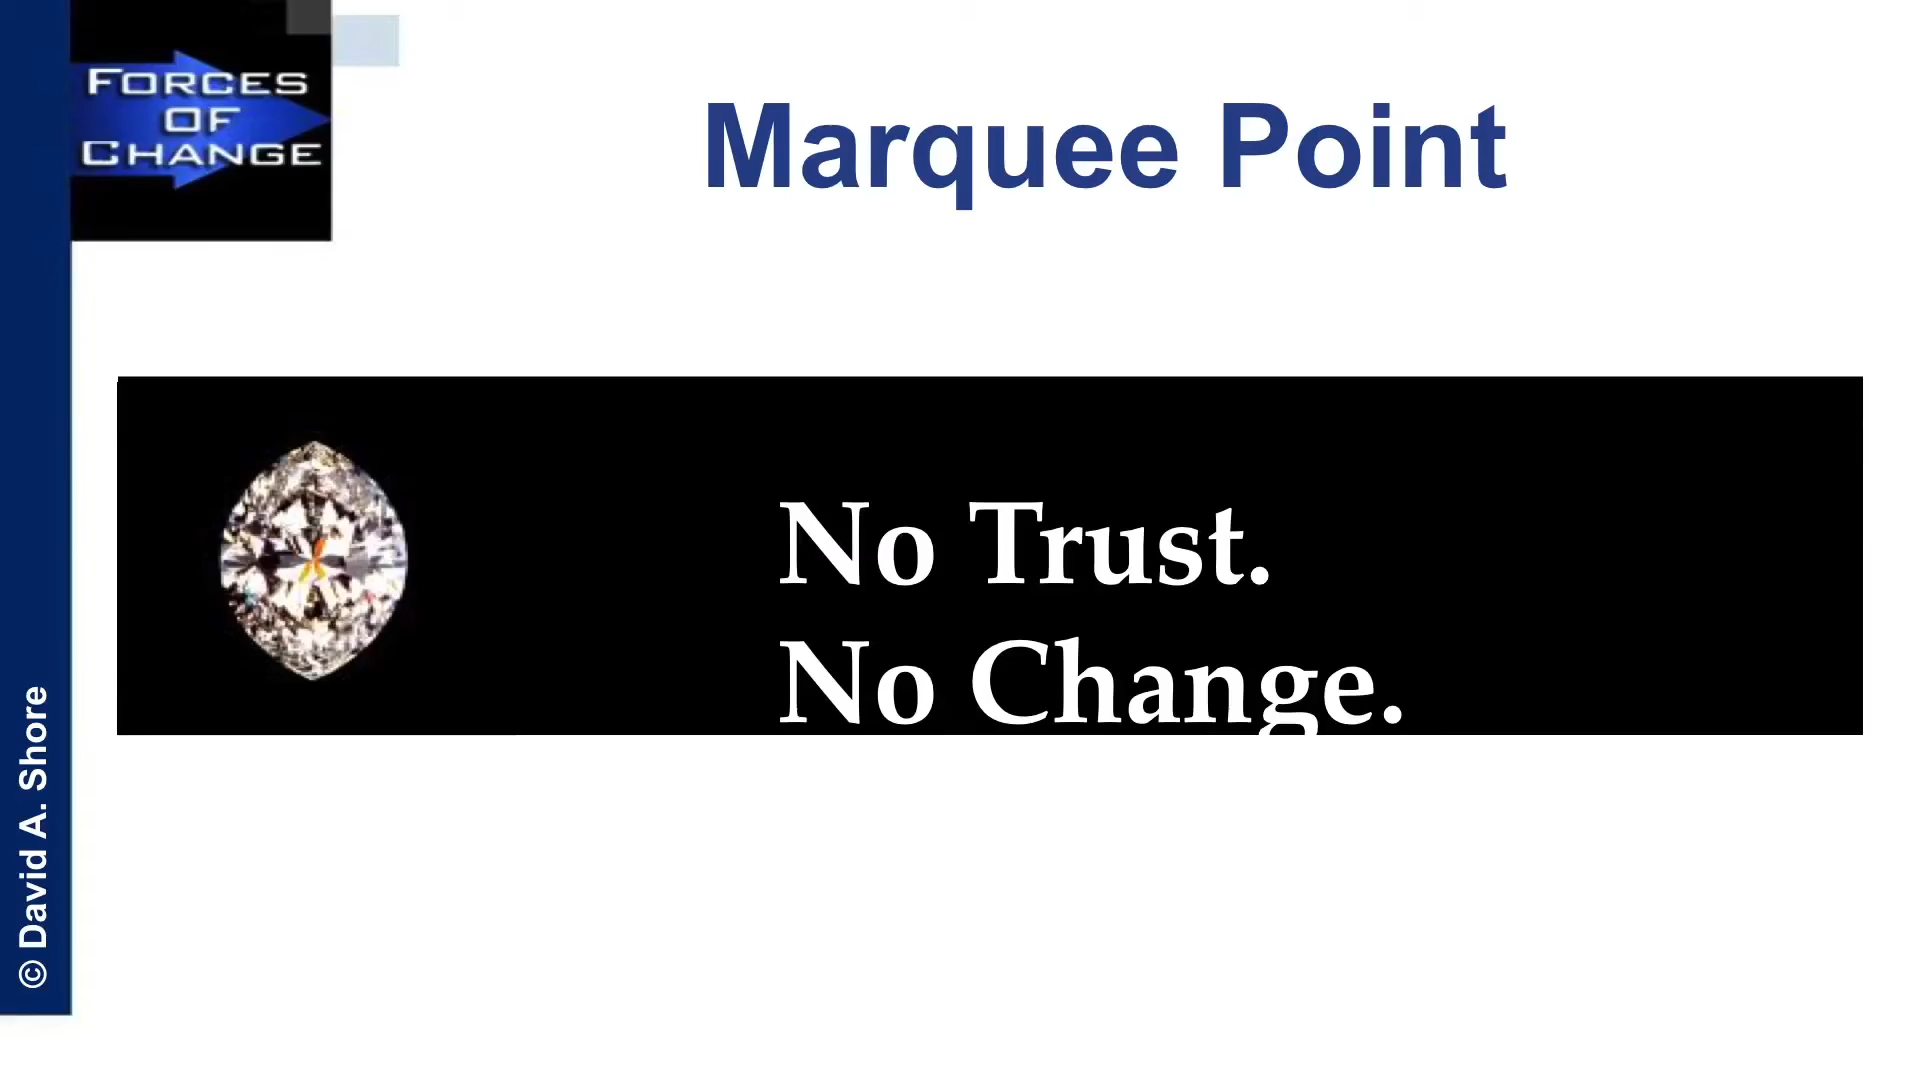 FORCES
OF
CHANGE
Marquee Point
No Trust.
No Change.
© David A. Shore